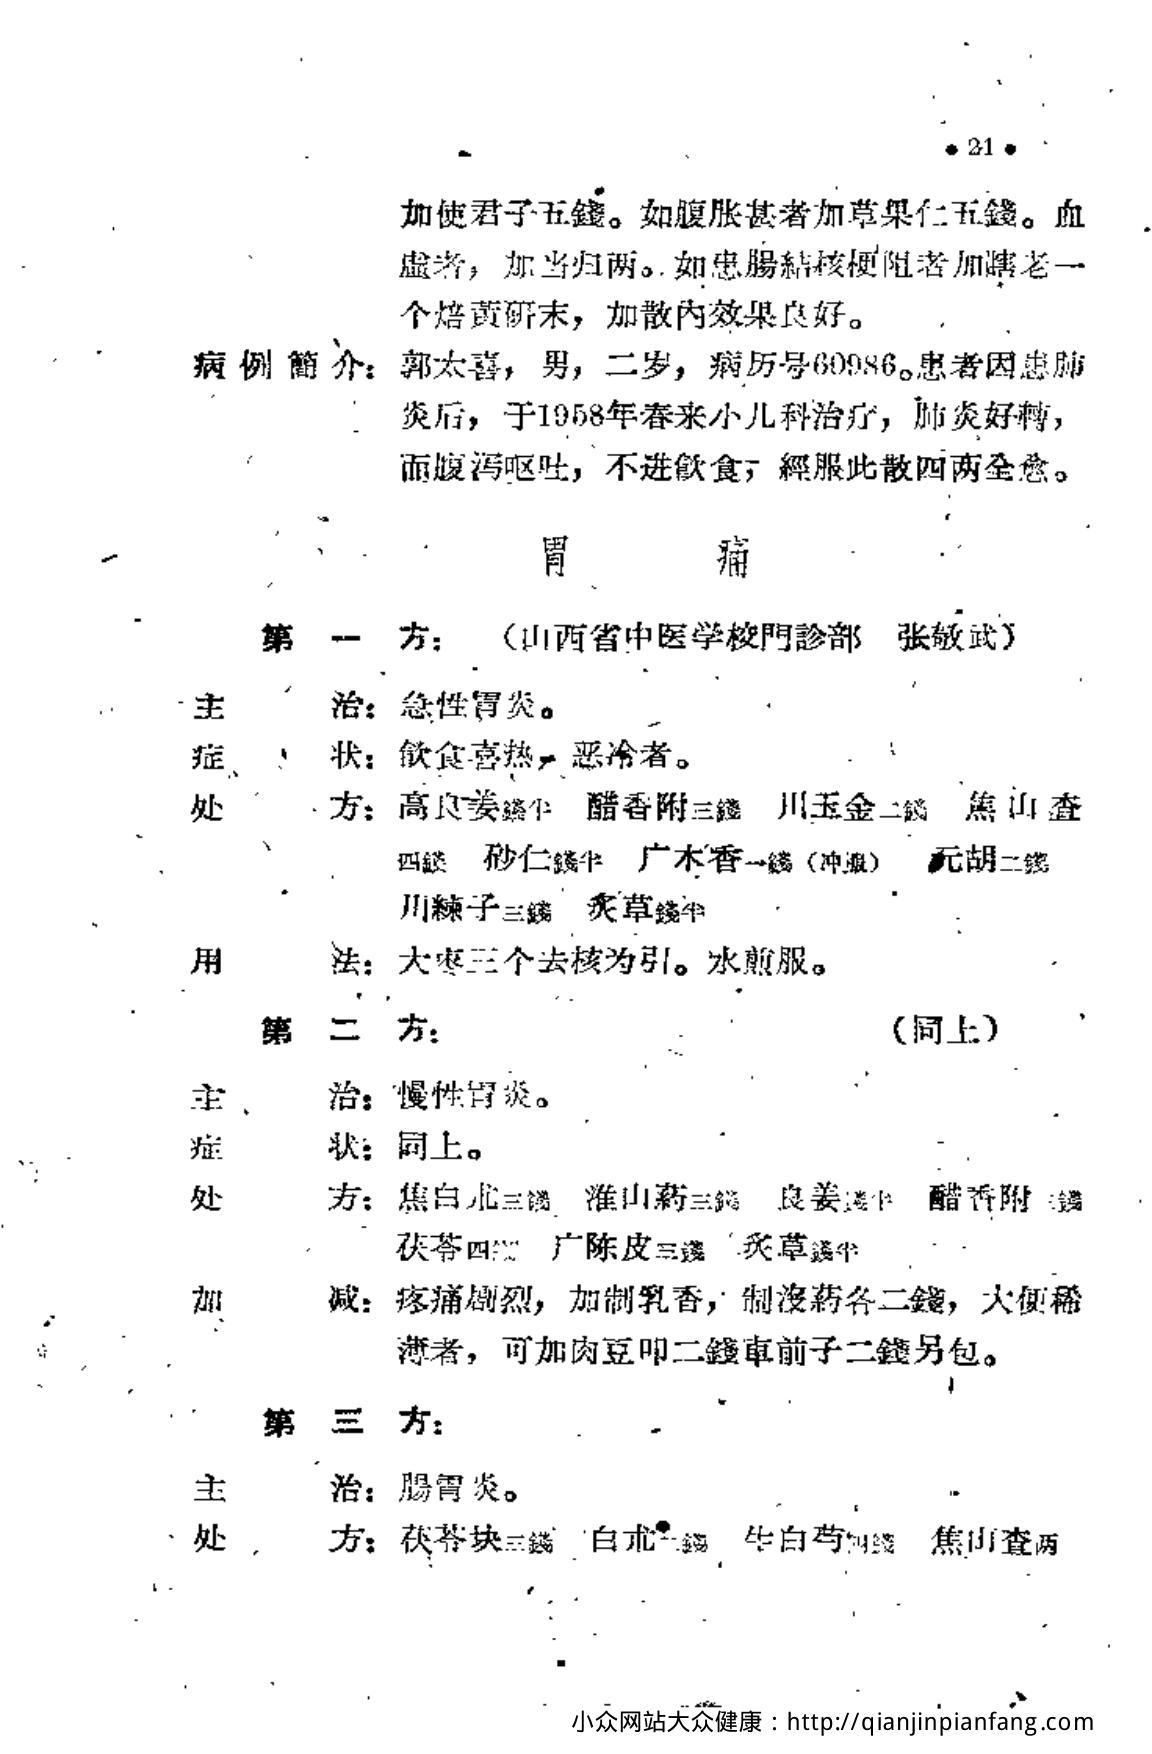 • 21 •
加使君子五錢。如腹胀甚者加草果仁五錢。血
虚者，加当归两。如患腸結核梗阻者加瞎老一
个焙黄研末，加散内效果良好。
病例簡介：郭太喜，男，二岁，病历号60986。患者因患肺
炎后，于1958年春来小儿科治疗，肺炎好轉，
而腹泻呕吐，不进飲食，經服此散四两全愈。
胃 痛
第一方：（山西省中医学校門診部 张敏武）
主 治：急性胃炎。
症 状：飲食喜热，恶冷者。
处 方：高良姜錢半 醋香附三錢 川玉金二錢 焦山查
四錢 砂仁錢半 广木香一錢（冲服） 元胡二錢
川練子三錢 炙草錢半
用 法：大枣三个去核为引。水煎服。
第二方： （同上）
主 治：慢性胃炎。
症 状：同上。
处 方：焦白朮三錢 淮山葯三錢 良姜錢半 醋香附 錢
茯苓四錢 广陈皮三錢 炙草錢半
加 减：疼痛剧烈，加制乳香，制沒葯各二錢，大便稀
薄者，可加肉豆叩二錢車前子二錢另包。
第三方：
主 治：腸胃炎。
处 方：茯苓块三錢 白朮 錢 生白芍四錢 焦山查两
小众网站大众健康：http://qianjinpianfang.com